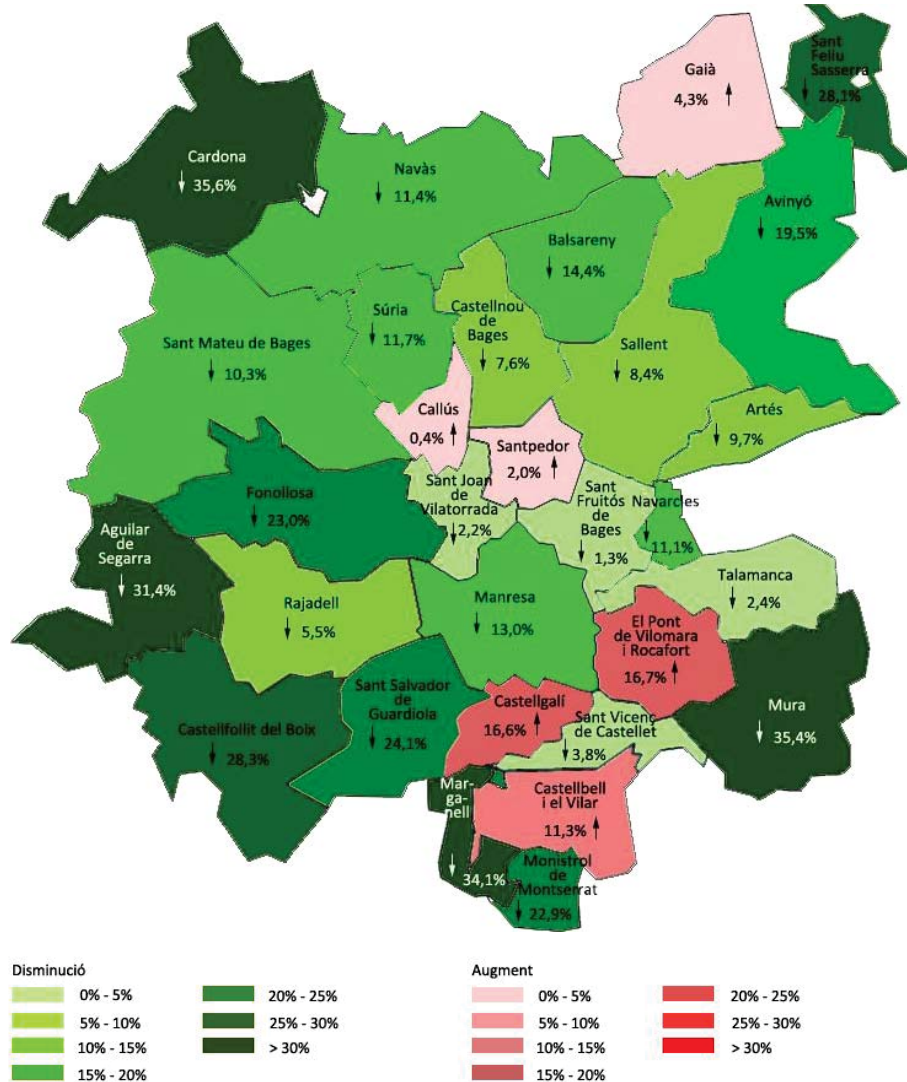 Sant
Feliu
Sasserra
28,1%
Gaià
4,3%
Cardona
35,6%
Navàs
11,4%
Avinyó
19,5%
Balsareny
14,4%
Súria
11,7%
Castellnou
de
Bages
7,6%
Sant Mateu de Bages
10,3%
Sallent
8,4%
Callús
0,4%
Artés
9,7%
Santpedor
2,0%
Sant Joan
de
Vilatorrada
2,2%
Sant
Fruitós
de
Bages
1,3%
Navarcles
11,1%
Fonollosa
23,0%
Aguilar
de
Segarra
31,4%
Talamanca
2,4%
Rajadell
5,5%
Manresa
13,0%
El Pont
de Vilomara
i Rocafort
16,7%
Sant Salvador
de
Guardiola
24,1%
Castellgalí
16,6%
Mura
35,4%
Sant Vicenç
de Castellet
3,8%
Castellfollit del Boix
28,3%
Mar-
ga-
nell
34,1%
Castellbell
i el Vilar
11,3%
Monistrol
de
Montserrat
22,9%
Disminució
0% - 5%
5% - 10%
10% - 15%
15% - 20%
20% - 25%
25% - 30%
> 30%
Augment
0% - 5%
5% - 10%
10% - 15%
15% - 20%
20% - 25%
25% - 30%
> 30%